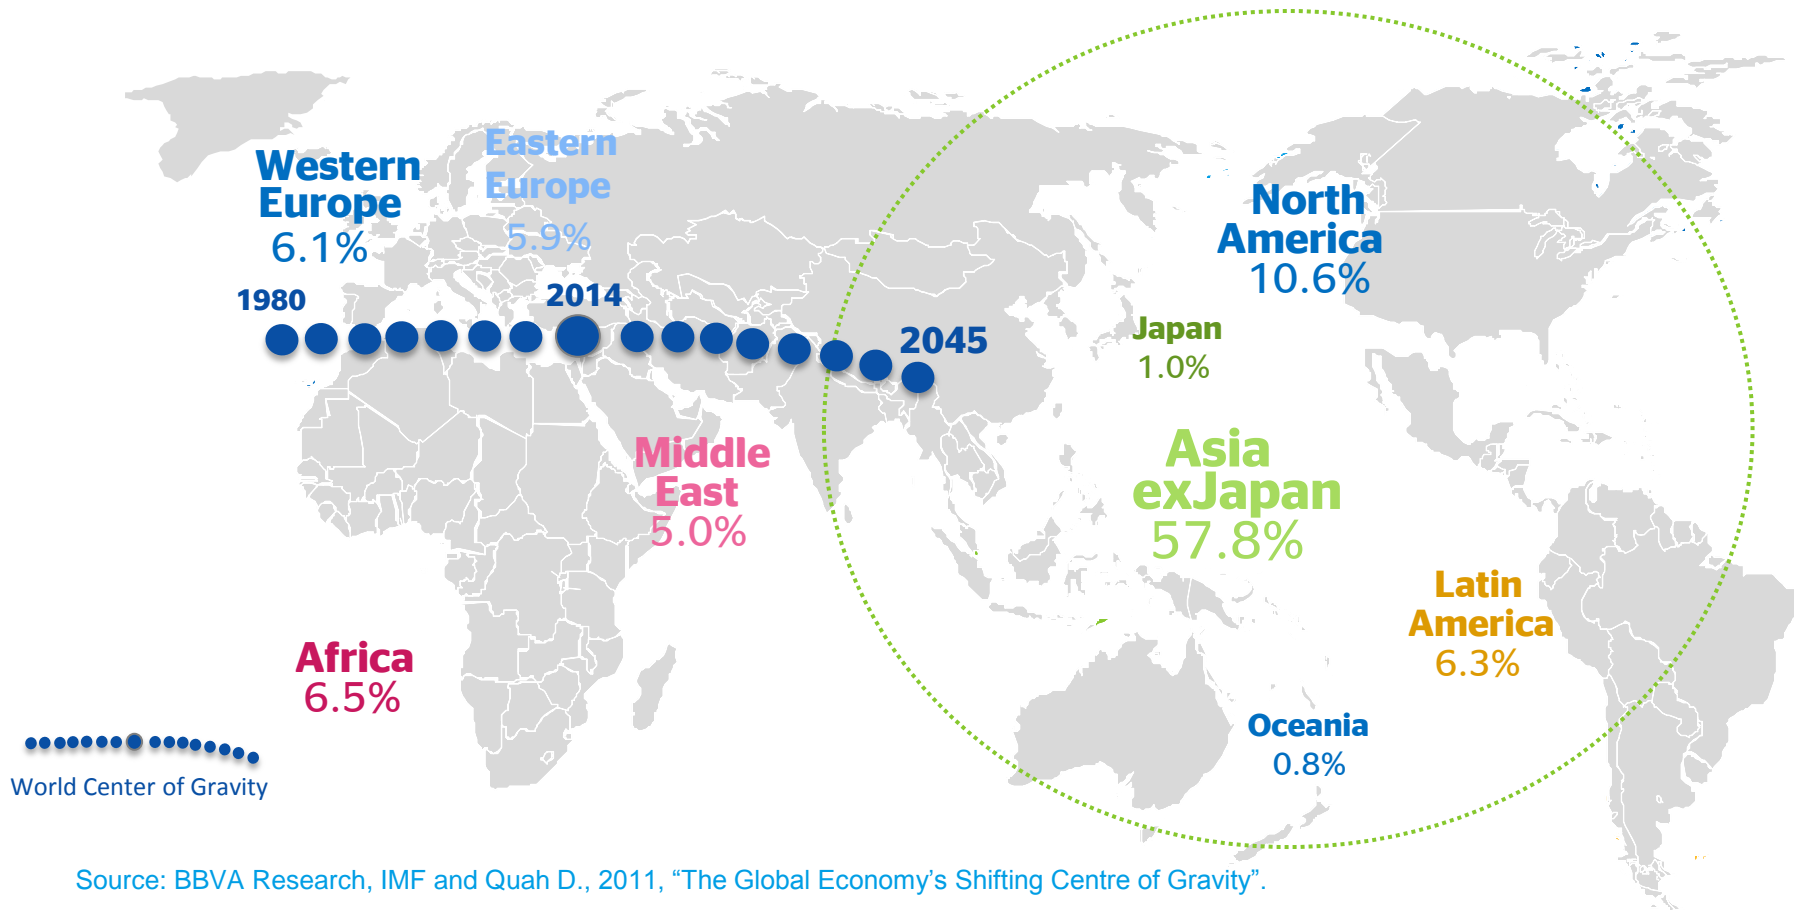 Western
Europe
6.1%
Eastern
Europe
5.9%
North
America
10.6%
1980
2014
2045
Japan
1.0%
Middle
East
5.0%
Asia
exJapan
57.8%
Latin
America
6.3%
Africa
6.5%
Oceania
0.8%
World Center of Gravity
Source: BBVA Research, IMF and Quah D., 2011, “The Global Economy’s Shifting Centre of Gravity”.